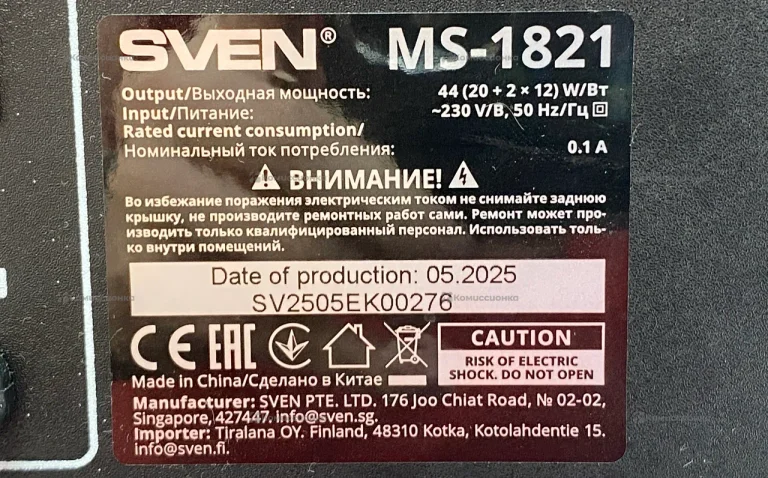 SVEN® MS-1821
Output/Выходная мощность: 44 (20 + 2 × 12) W/Вт
Input/Питание: ~230 V/В, 50 Hz/Гц
Rated current consumption/
Номинальный ток потребления: 0.1 A
ВНИМАНИЕ!
Во избежание поражения электрическим током не снимайте заднюю
крышку, не производите ремонтных работ сами. Ремонт может про-
изводить только квалифицированный персонал. Использовать толь-
ко внутри помещений.
Date of production: 05.2025
SV2505EK00276
Комиссионко
CE EAC
CAUTION
RISK OF ELECTRIC
SHOCK. DO NOT OPEN
Made in China/Сделано в Китае
Manufacturer: SVEN PTE. LTD. 176 Joo Chiat Road, № 02-02,
Singapore, 427447. info@sven.sg.
Importer: Tiralana OY. Finland, 48310 Kotka, Kotolahdentie 15.
info@sven.fi.